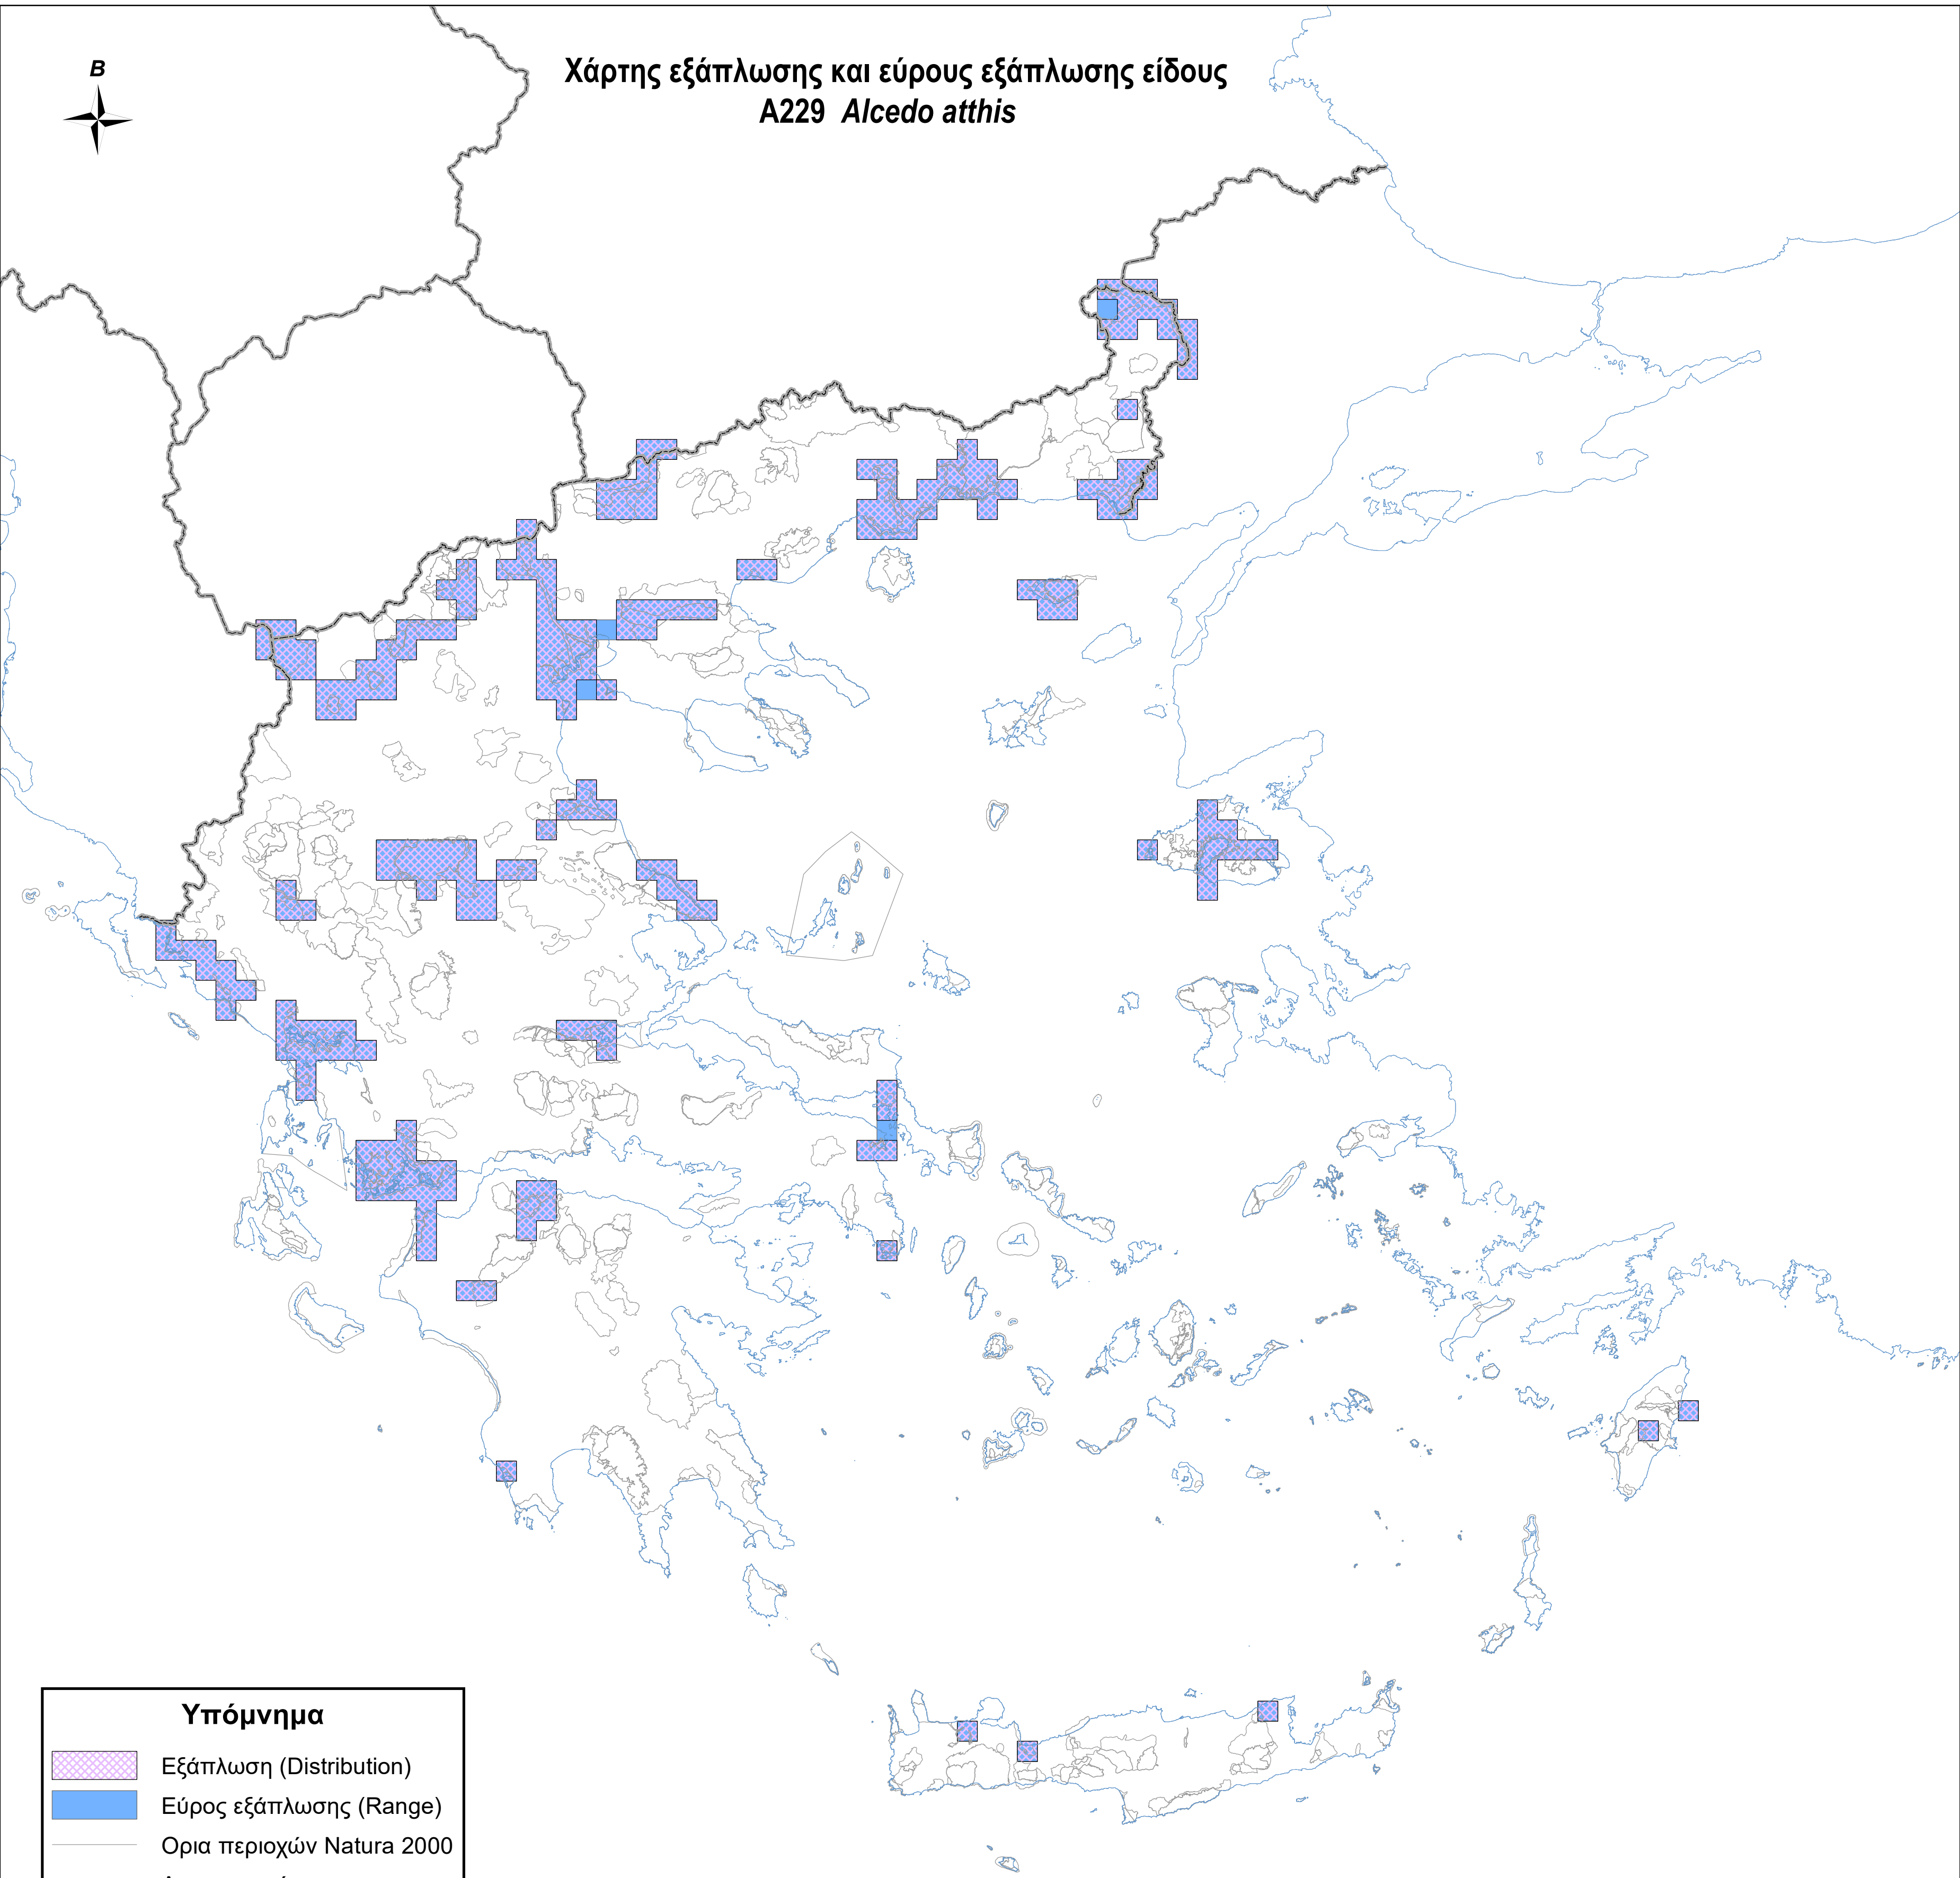 Β
Χάρτης εξάπλωσης και εύρους εξάπλωσης είδους
A229 Alcedo atthis
Υπόμνημα
Εξάπλωση (Distribution)
Εύρος εξάπλωσης (Range)
Ορια περιοχών Natura 2000